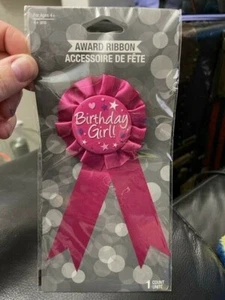 AWARD RIBBON
ACCESSOIRE DE FÊTE
Birthday
Girl!
1 COUNT